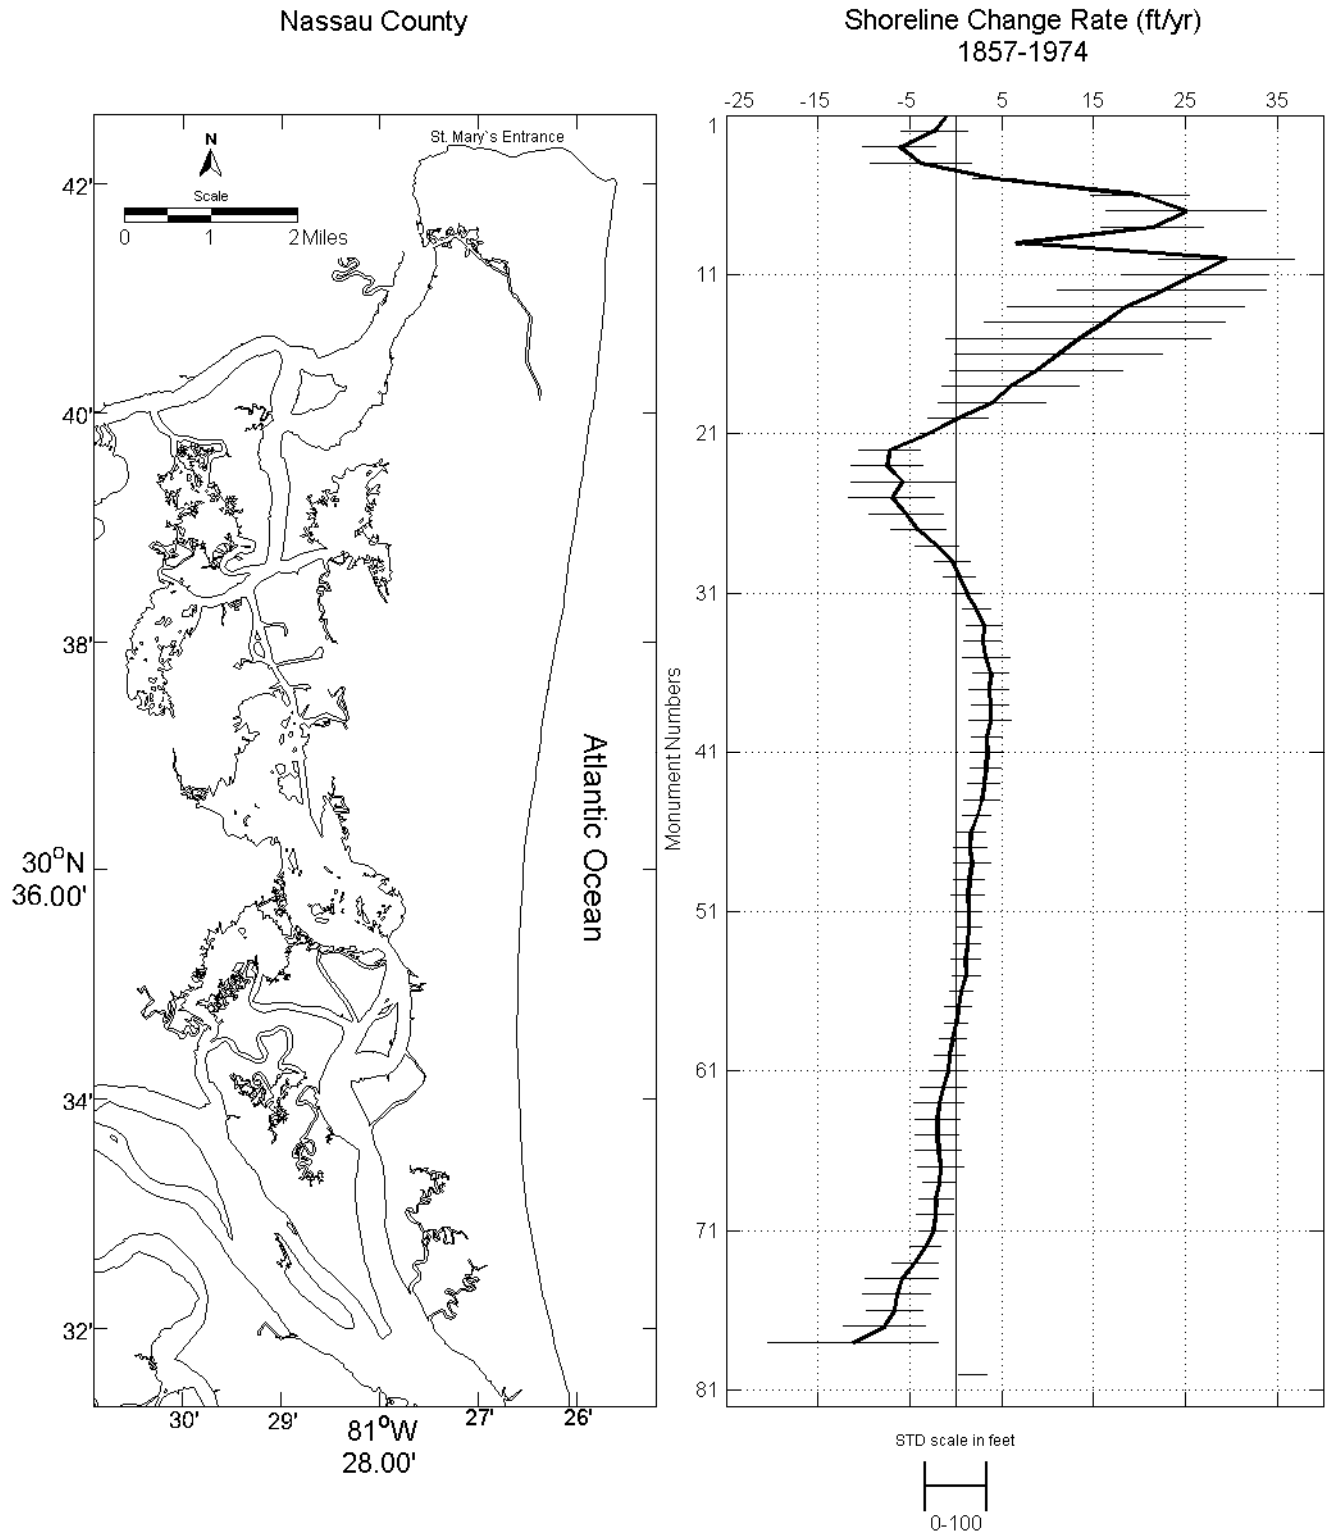 Nassau County
St. Mary`s Entrance
N
Scale
0 1 2 Miles
42'
40'
38'
30°N
36.00'
34'
32'
30' 29' 81°W 27' 26'
28.00'
Atlantic Ocean
Shoreline Change Rate (ft/yr)
1857-1974
-25 -15 -5 5 15 25 35
1
11
21
31
41
51
61
71
81
Monument Numbers
STD scale in feet
0-100